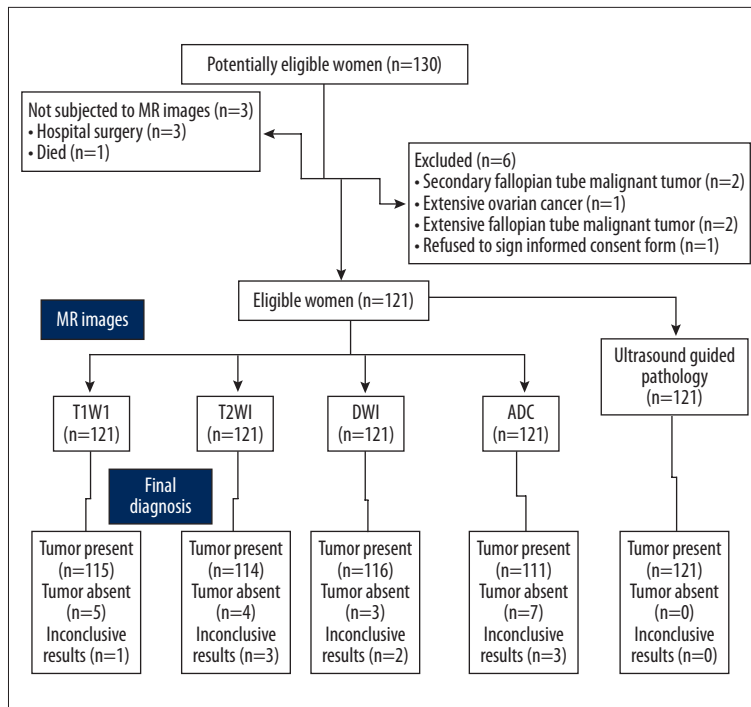 Potentially eligible women (n=130)
Not subjected to MR images (n=3)
• Hospital surgery (n=3)
• Died (n=1)
Excluded (n=6)
• Secondary fallopian tube malignant tumor (n=2)
• Extensive ovarian cancer (n=1)
• Extensive fallopian tube malignant tumor (n=2)
• Refused to sign informed consent form (n=1)
Eligible women (n=121)
MR images
Ultrasound guided
pathology
(n=121)
T1W1
(n=121)
T2WI
(n=121)
DWI
(n=121)
ADC
(n=121)
Final
diagnosis
Tumor present
(n=115)
Tumor absent
(n=5)
Inconclusive
results (n=1)
Tumor present
(n=114)
Tumor absent
(n=4)
Inconclusive
results (n=3)
Tumor present
(n=116)
Tumor absent
(n=3)
Inconclusive
results (n=2)
Tumor present
(n=111)
Tumor absent
(n=7)
Inconclusive
results (n=3)
Tumor present
(n=121)
Tumor absent
(n=0)
Inconclusive
results (n=0)